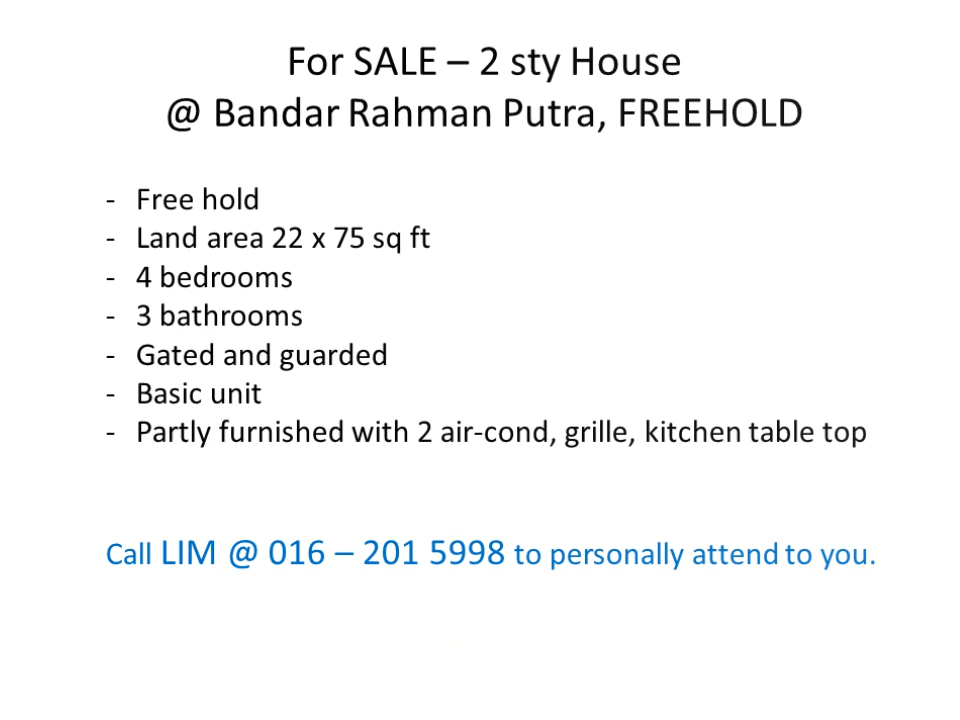 For SALE – 2 sty House
@ Bandar Rahman Putra, FREEHOLD
- Free hold
- Land area 22 x 75 sq ft
- 4 bedrooms
- 3 bathrooms
- Gated and guarded
- Basic unit
- Partly furnished with 2 air-cond, grille, kitchen table top
Call LIM @ 016 – 201 5998 to personally attend to you.